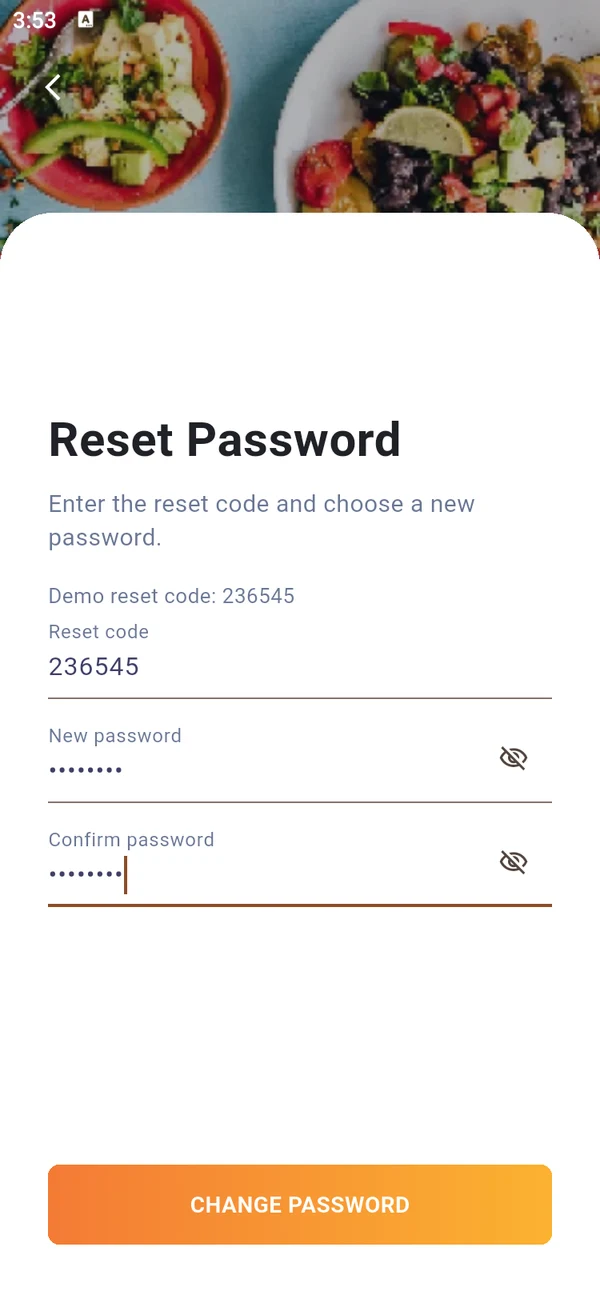 3:53
A
Reset Password
Enter the reset code and choose a new
password.
Demo reset code: 236545
Reset code
236545
New password
••••••••
Confirm password
••••••••
CHANGE PASSWORD